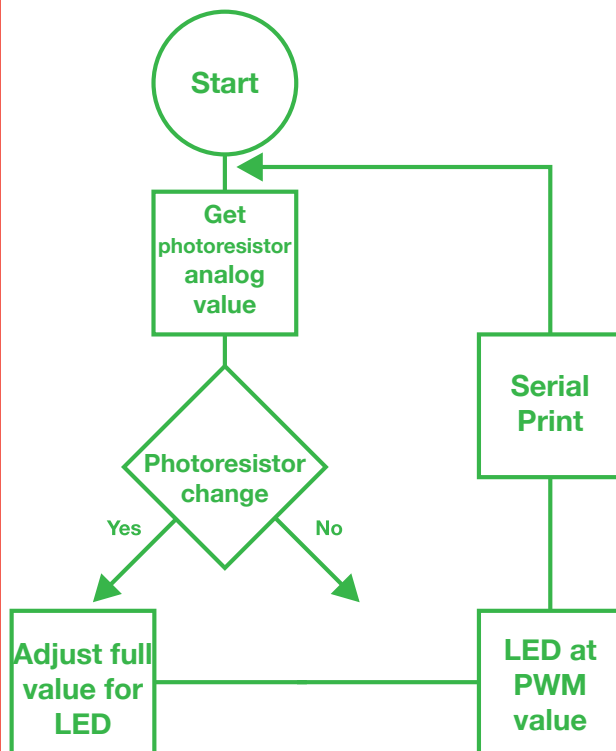 Start
Get
photoresistor
analog
value
Photoresistor
change
Yes
No
Adjust full
value for
LED
LED at
PWM
value
Serial
Print